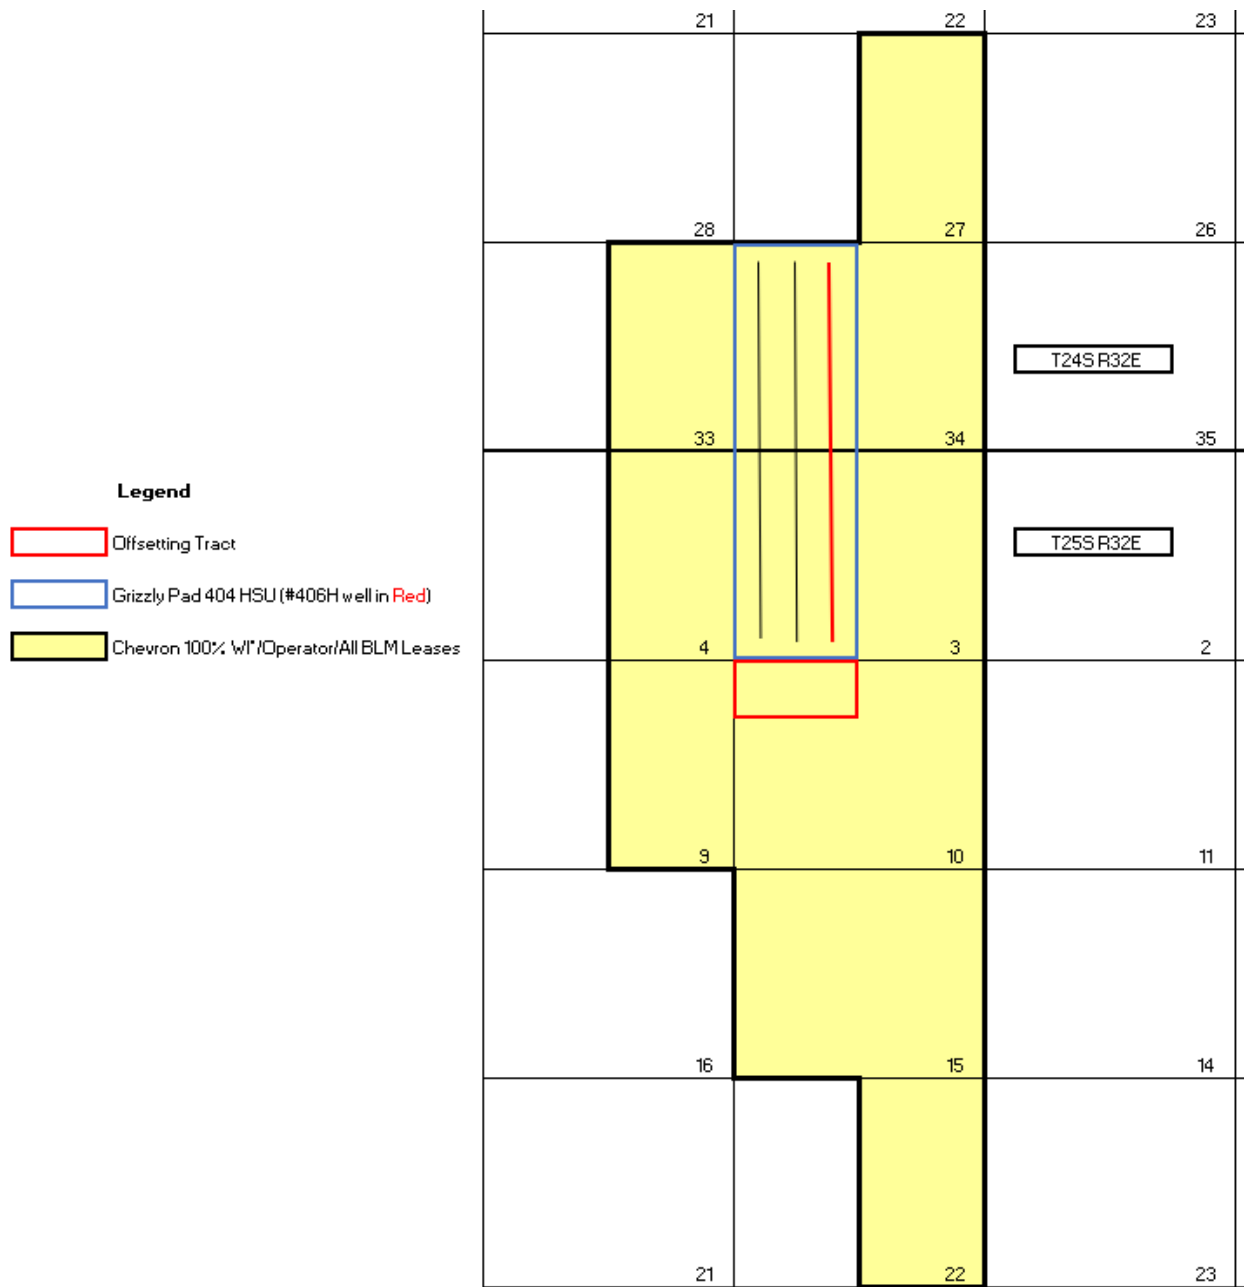 21 22 23
28 27 26
T24S R32E
33 34 35
Legend
Offsetting Tract
T25S R32E
Grizzly Pad 404 HSU (#406H well in Red)
Chevron 100% WI*/Operator/All BLM Leases
4 3 2
9 10 11
16 15 14
21 22 23